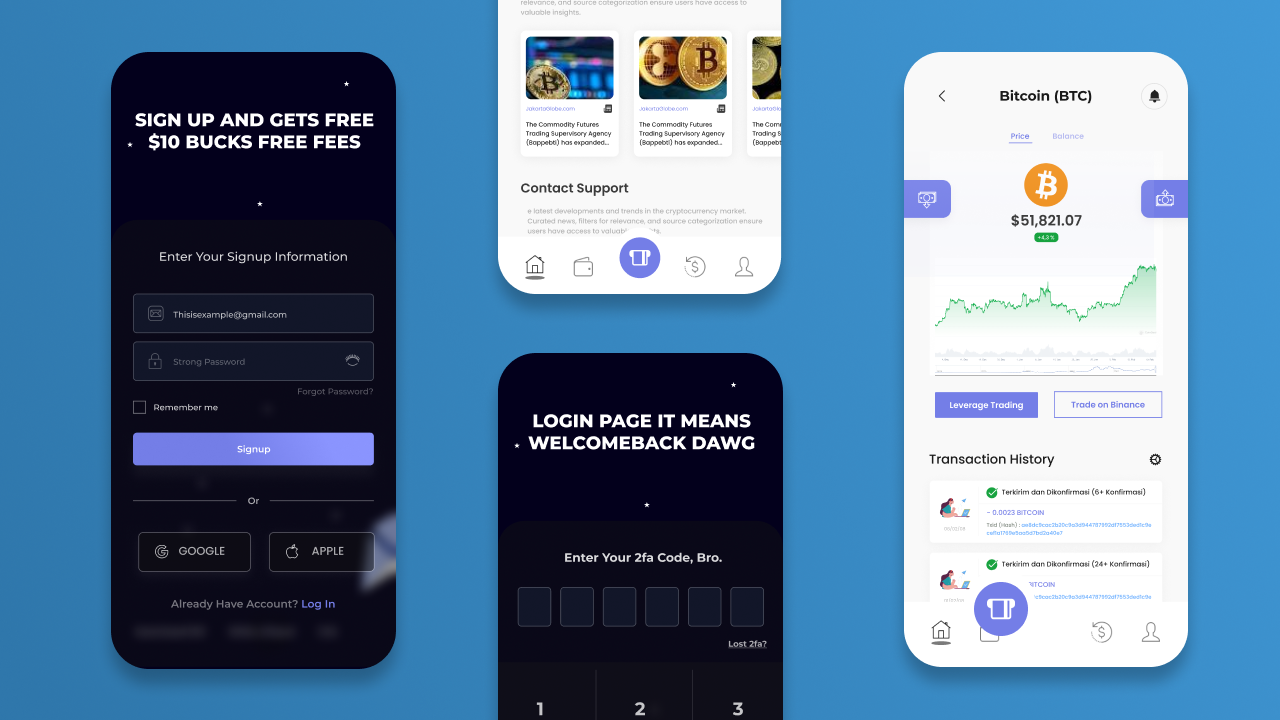 SIGN UP AND GETS FREE
$10 BUCKS FREE FEES
Enter Your Signup Information
Thisisexample@gmail.com
Strong Password
Forgot Password?
Remember me
Signup
Or
GOOGLE
APPLE
Already Have Account? Log In
relevance, and source categorization ensure users have access to
valuable insights.
JakartaGlobe.com
The Commodity Futures
Trading Supervisory Agency
(Bappebti) has expanded...
JakartaGlobe.com
The Commodity Futures
Trading Supervisory Agency
(Bappebti) has expanded...
JakartaGlobe.com
The Comm
Trading S
(Bappebt
Contact Support
e latest developments and trends in the cryptocurrency market.
Curated news, filters for relevance, and source categorization ensure
users have access to
LOGIN PAGE IT MEANS
WELCOMEBACK DAWG
Enter Your 2fa Code, Bro.
Lost 2fa?
1
2
3
Bitcoin (BTC)
Price
Balance
$51,821.07
+4,3 %
Leverage Trading
Trade on Binance
Transaction History
Terkirim dan Dikonfirmasi (6+ Konfirmasi)
- 0.0023 BITCOIN
TxId (Hash) :
Terkirim dan Dikonfirmasi (24+ Konfirmasi)
ITCOIN